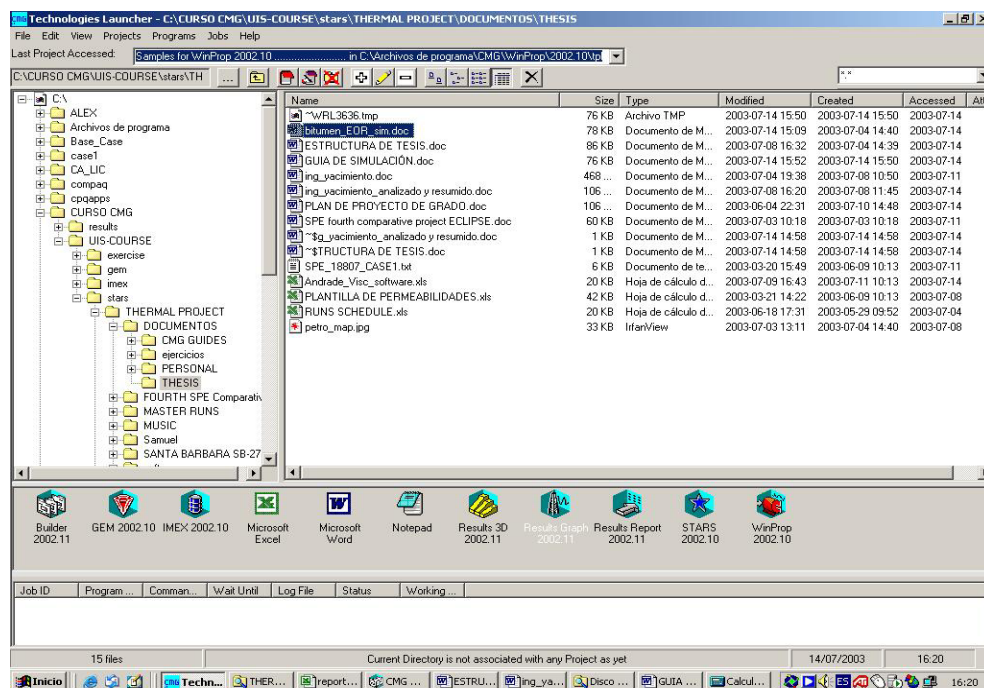 CMG Technologies Launcher - C:\CURSO CMG\UIS-COURSE\stars\THERMAL PROJECT\DOCUMENTOS\THESIS
File Edit View Projects Programs Jobs Help
Last Project Accessed: Samples for WinProp 2002.10 ............................. in C:\Archivos de programa\CMG\WinProp\2002.10\tpl
C:\CURSO CMG\UIS-COURSE\stars\TH ... *.*
C:\
ALEX
Archivos de programa
Base_Case
case1
CA_LIC
compaq
cpqapps
CURSO CMG
results
UIS-COURSE
exercise
gem
imex
stars
THERMAL PROJECT
DOCUMENTOS
CMG GUIDES
ejercicios
PERSONAL
THESIS
FOURTH SPE Comparativ
MASTER RUNS
MUSIC
Samuel
SANTA BARBARA SB-27
Name Size Type Modified Created Accessed Att
~WRL3636.tmp 76 KB Archivo TMP 2003-07-14 15:50 2003-07-14 15:50 2003-07-14
bitumen_EOR_sim.doc 78 KB Documento de M... 2003-07-14 15:09 2003-07-04 14:40 2003-07-14
ESTRUCTURA DE TESIS.doc 86 KB Documento de M... 2003-07-08 16:32 2003-07-04 14:39 2003-07-14
GUIA DE SIMULACIÓN.doc 76 KB Documento de M... 2003-07-14 15:52 2003-07-14 15:50 2003-07-14
ing_yacimiento.doc 468 ... Documento de M... 2003-07-04 19:38 2003-07-08 10:50 2003-07-11
ing_yacimiento_analizado y resumido.doc 106 ... Documento de M... 2003-07-08 16:20 2003-07-08 11:45 2003-07-14
PLAN DE PROYECTO DE GRADO.doc 106 ... Documento de M... 2003-06-04 22:31 2003-07-10 14:48 2003-07-14
SPE fourth comparative project ECLIPSE.doc 60 KB Documento de M... 2003-07-03 10:18 2003-07-03 10:18 2003-07-11
~$g_yacimiento_analizado y resumido.doc 1 KB Documento de M... 2003-07-14 14:58 2003-07-14 14:58 2003-07-14
~$TRUCTURA DE TESIS.doc 1 KB Documento de M... 2003-07-14 14:58 2003-07-14 14:58 2003-07-14
SPE_18807_CASE1.txt 6 KB Documento de te... 2003-03-20 15:49 2003-06-09 10:13 2003-07-11
Andrade_Visc_software.xls 20 KB Hoja de cálculo d... 2003-07-09 16:43 2003-07-11 10:13 2003-07-14
PLANTILLA DE PERMEABILIDADES.xls 42 KB Hoja de cálculo d... 2003-03-21 14:22 2003-06-09 10:13 2003-07-08
RUNS SCHEDULE.xls 20 KB Hoja de cálculo d... 2003-06-18 17:31 2003-05-29 09:52 2003-07-04
petro_map.jpg 33 KB IrfanView 2003-07-03 13:11 2003-07-04 14:40 2003-07-08
Builder 2002.11
GEM 2002.10
IMEX 2002.10
Microsoft Excel
Microsoft Word
Notepad
Results 3D 2002.11
Results Graph 2002.11
Results Report 2002.11
STARS 2002.10
WinProp 2002.10
Job ID Program ... Comman... Wait Until Log File Status Working ...
15 files Current Directory is not associated with any Project as yet 14/07/2003 16:20
Inicio CMG Techn... THER... report... CMG ... ESTRU... ing_ya... Disco ... GUIA ... Calcul... ES 16:20